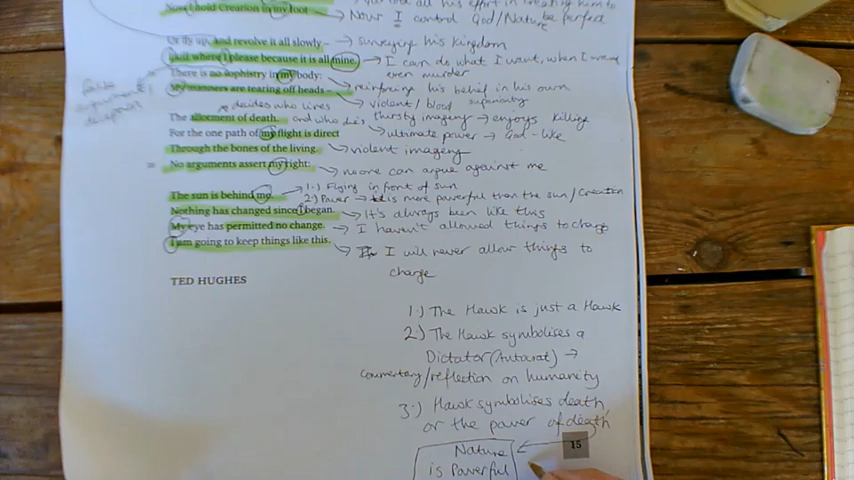 Now I hold Creation in my foot
→ Now I control God/Nature be perfect
Or fly up, and revolve it all slowly – → surveying his kingdom
I kill where I please because it is all mine. → I can do what I want, when I
even murder
There is no sophistry in my body: → reinforcing his belief in his own superiority
My manners are tearing off heads – → violent/blood
thirsty imagery → enjoys killing
decides who lives
and who dies
The allotment of death.
For the one path of my flight is direct → ultimate power → God-like
Through the bones of the living. → violent imagery
No arguments assert my right: → no one can argue against me
The sun is behind me. → 1.) Flying in front of sun
2.) Power → is more powerful than the sun/Creation
Nothing has changed since I began. → It's always been like this
My eye has permitted no change. → I haven't allowed things to change
I am going to keep things like this. → I will never allow things to
change
TED HUGHES
1.) The Hawk is just a Hawk
2.) The Hawk symbolises a
Dictator (Autocrat) →
Commentary/reflection on humanity
3.) Hawk symbolises death
or the power of death
15
Nature
is Powerful